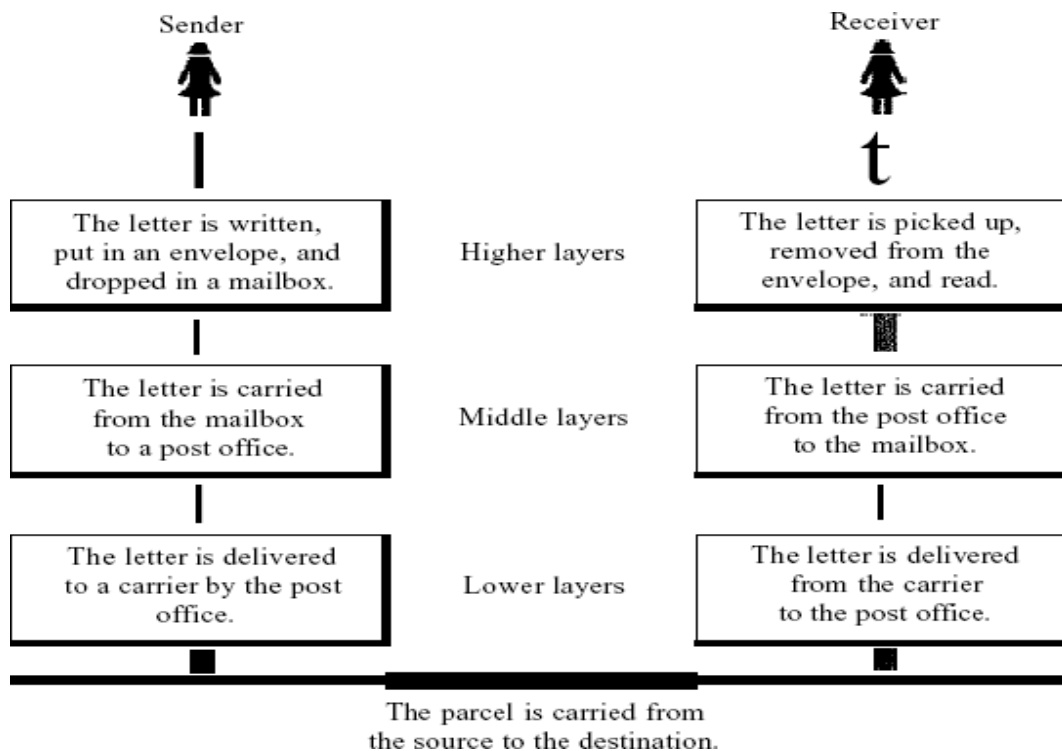 Sender
Receiver
t
The letter is written,
put in an envelope, and
dropped in a mailbox.
Higher layers
The letter is picked up,
removed from the
envelope, and read.
The letter is carried
from the mailbox
to a post office.
Middle layers
The letter is carried
from the post office
to the mailbox.
The letter is delivered
to a carrier by the post
office.
Lower layers
The letter is delivered
from the carrier
to the post office.
The parcel is carried from
the source to the destination.